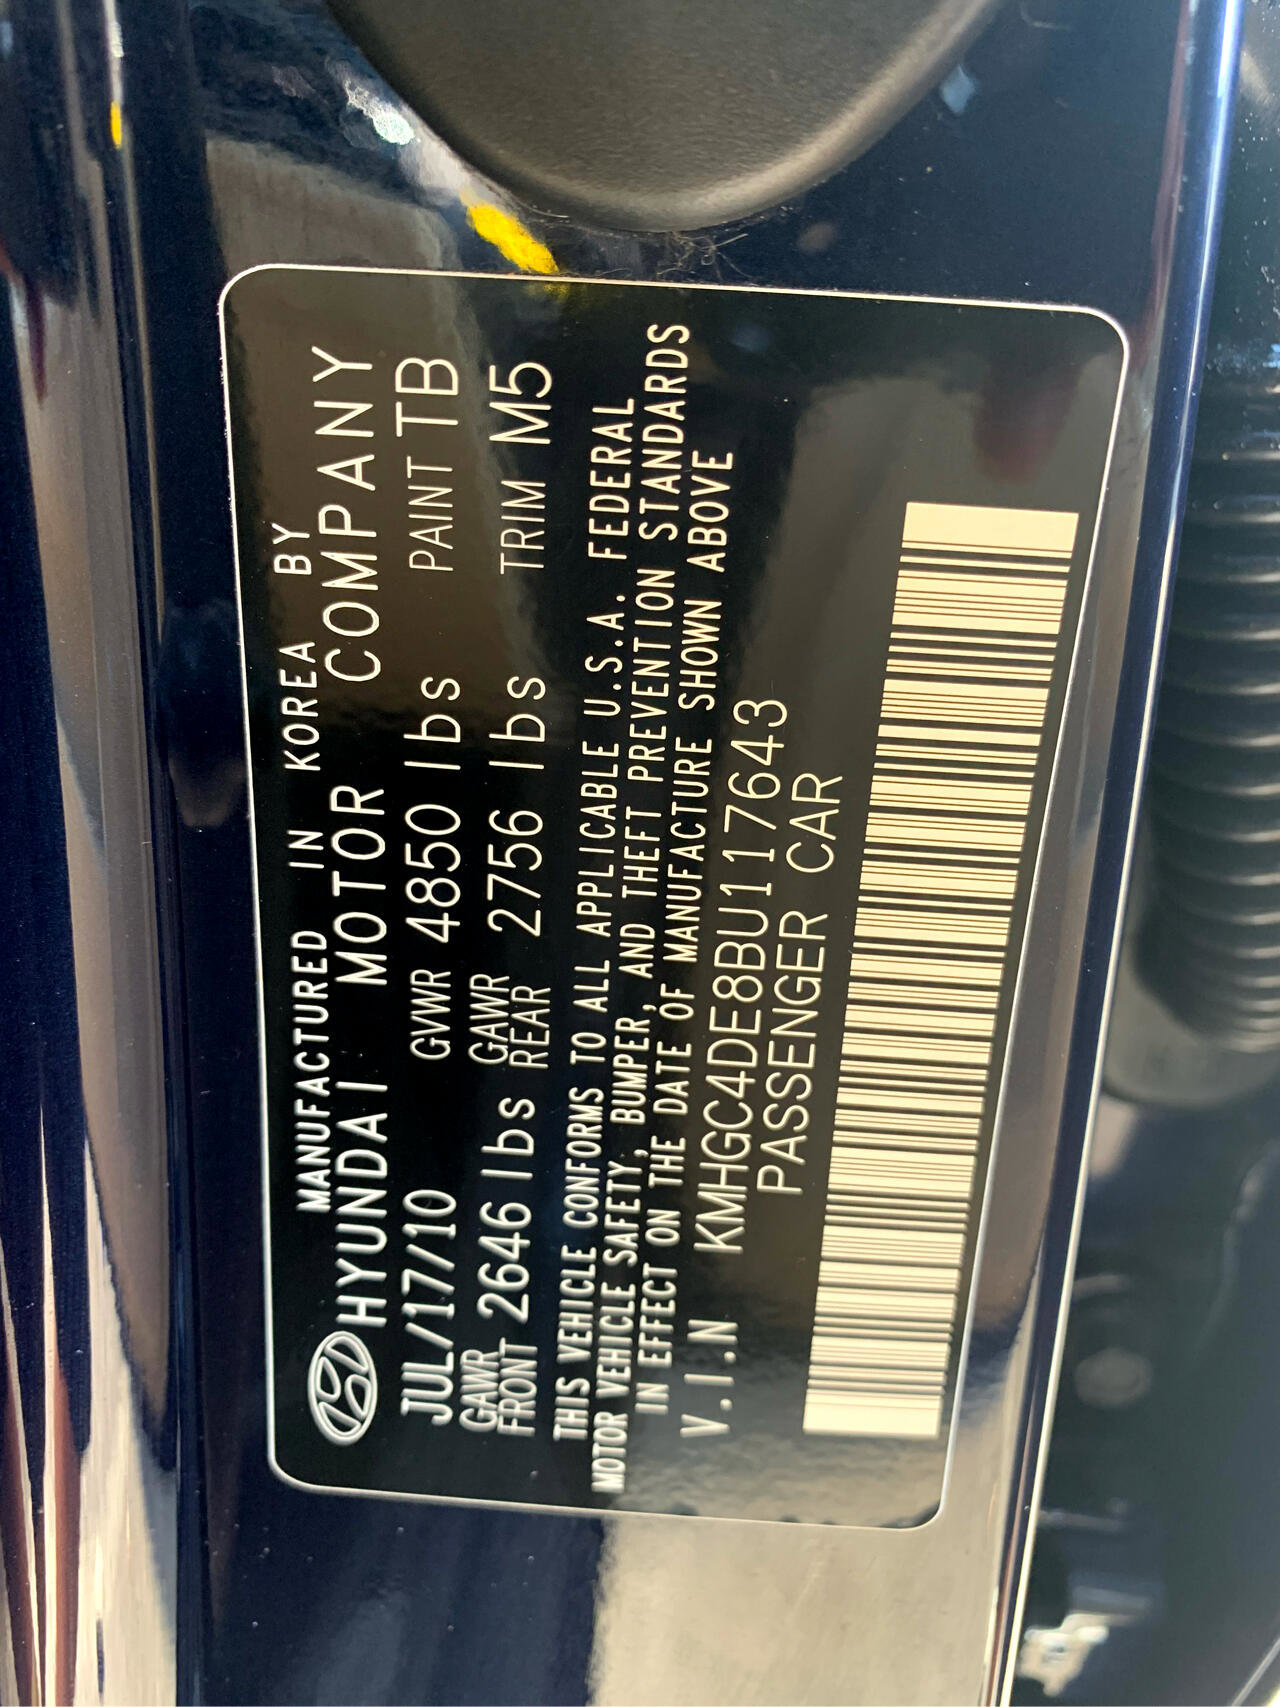 MANUFACTURED IN KOREA BY
HYUNDAI MOTOR COMPANY
JUL/17/10 GVWR 4850 lbs PAINT TB
GAWR FRONT 2646 lbs GAWR REAR 2756 lbs TRIM M5
THIS VEHICLE CONFORMS TO ALL APPLICABLE U.S.A. FEDERAL
MOTOR VEHICLE SAFETY, BUMPER, AND THEFT PREVENTION STANDARDS
IN EFFECT ON THE DATE OF MANUFACTURE SHOWN ABOVE
V.I.N KMHGC4DE8BU117643
PASSENGER CAR